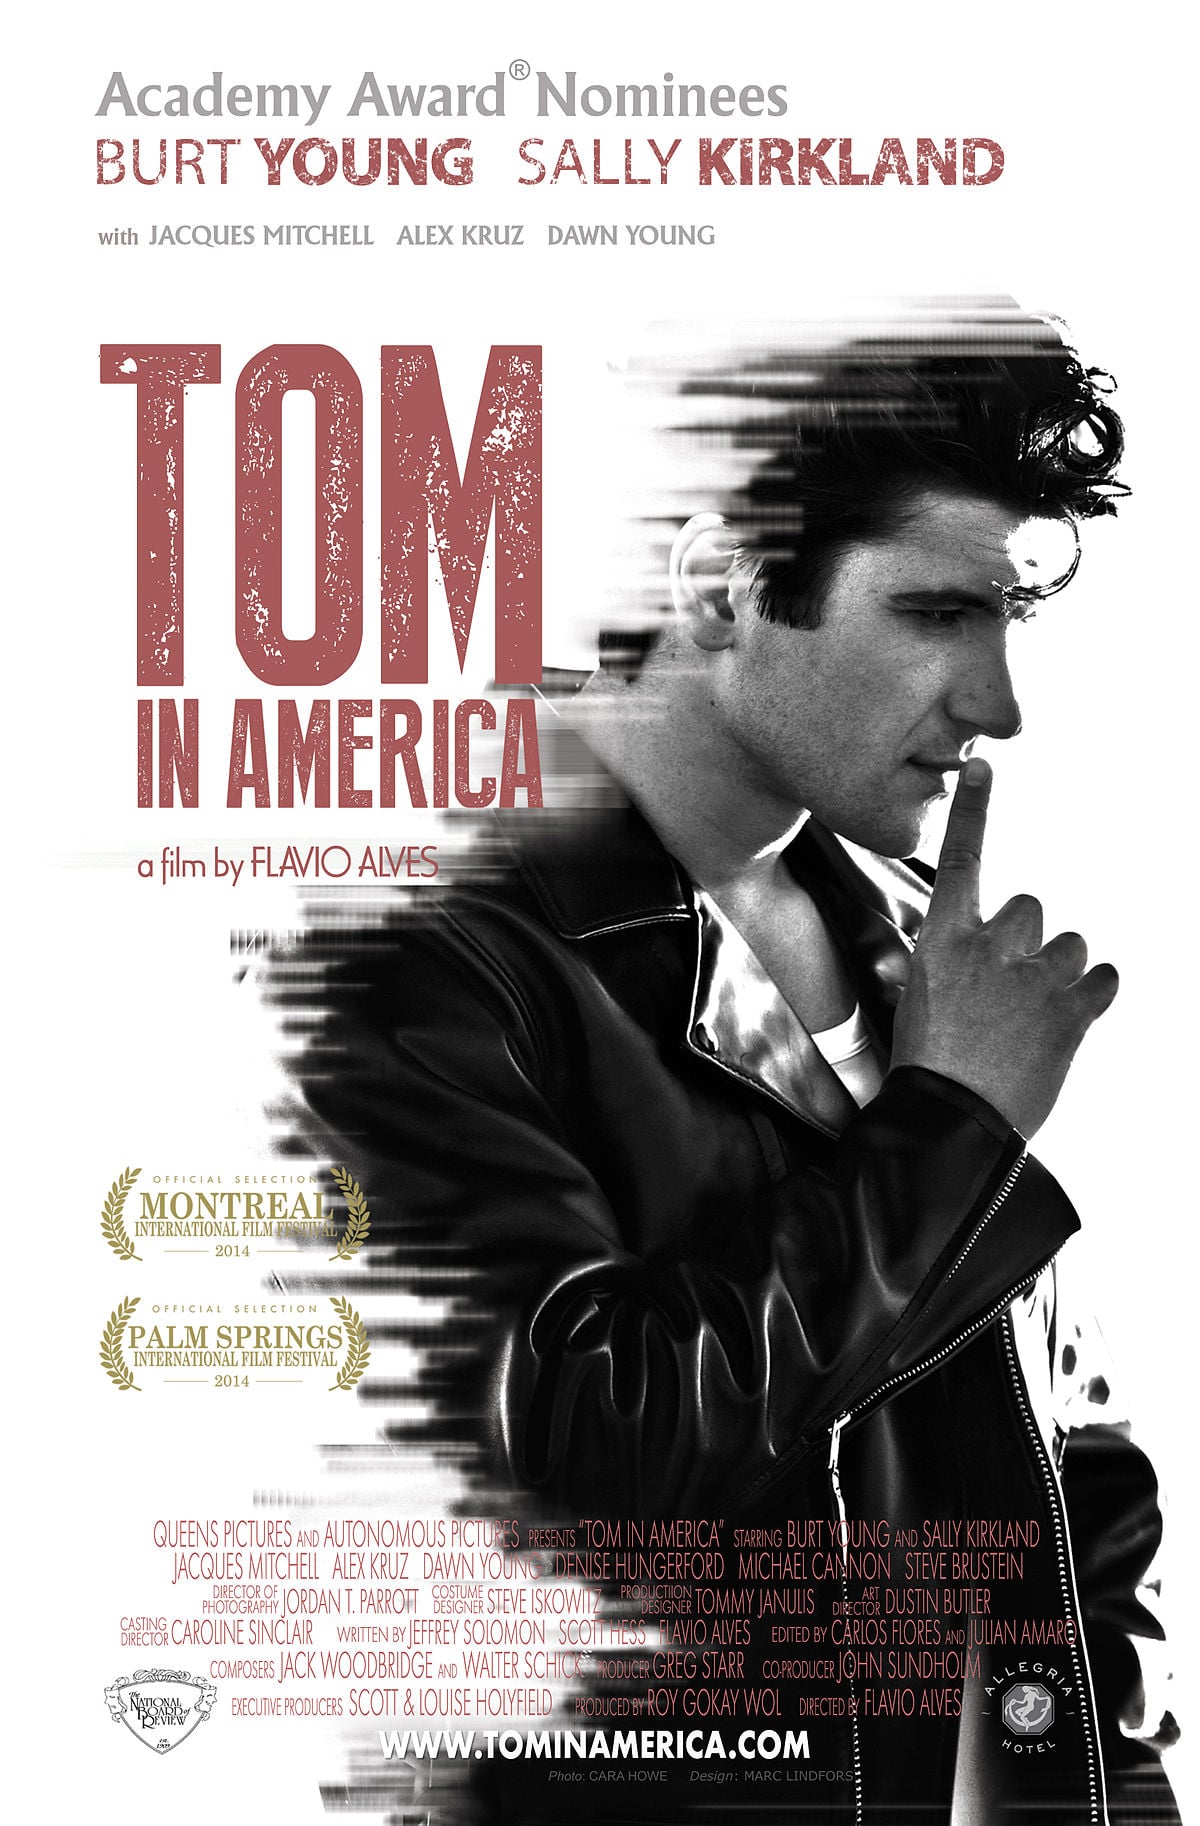 Academy Award® Nominees
BURT YOUNG SALLY KIRKLAND
with JACQUES MITCHELL ALEX KRUZ DAWN YOUNG
TOM
IN AMERICA
a film by FLAVIO ALVES
OFFICIAL SELECTION
MONTREAL
INTERNATIONAL FILM FESTIVAL
2014
OFFICIAL SELECTION
PALM SPRINGS
INTERNATIONAL FILM FESTIVAL
2014
QUEENS PICTURES AND AUTONOMOUS PICTURES PRESENTS "TOM IN AMERICA" STARRING BURT YOUNG AND SALLY KIRKLAND
JACQUES MITCHELL ALEX KRUZ DAWN YOUNG DENISE HUNGERFORD MICHAEL CANNON STEVE BRUSTEIN
DIRECTOR OF PHOTOGRAPHY JORDAN T. PARROTT COSTUME DESIGNER STEVE ISKOWITZ PRODUCTION DESIGNER TOMMY JANULIS ART DIRECTOR DUSTIN BUTLER
CASTING DIRECTOR CAROLINE SINCLAIR WRITTEN BY JEFFREY SOLOMON SCOTT HESS FLAVIO ALVES EDITED BY CARLOS FLORES AND JULIAN AMARO
COMPOSERS JACK WOODBRIDGE AND WALTER SCHICK PRODUCER GREG STARR CO-PRODUCER JOHN SUNDHOLM
EXECUTIVE PRODUCERS SCOTT & LOUISE HOLYFIELD PRODUCED BY ROY GOKAY WOL DIRECTED BY FLAVIO ALVES
The
NATIONAL
BOARD of
REVIEW
EST.
1909
ALLEGRIA
HOTEL
WWW.TOMINAMERICA.COM
Photo: CARA HOWE Design: MARC LINDFORS